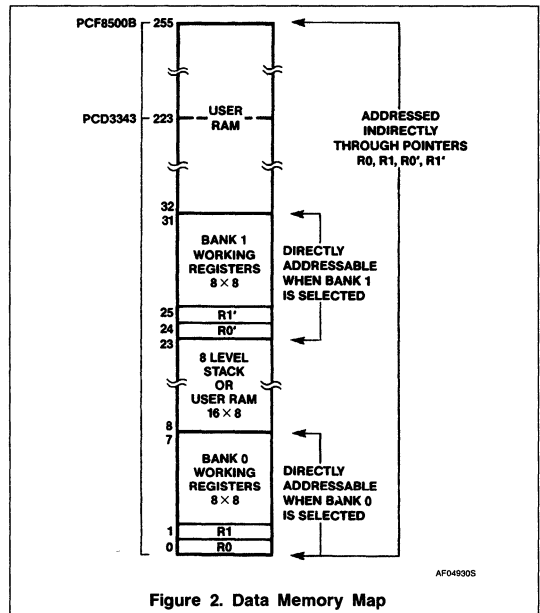 PCF8500B 255
PCD3343 223
USER
RAM
ADDRESSED
INDIRECTLY
THROUGH POINTERS
R0, R1, R0', R1'
32
31
BANK 1
WORKING
REGISTERS
8 × 8
DIRECTLY
ADDRESSABLE
WHEN BANK 1
IS SELECTED
25 R1'
24 R0'
23
8 LEVEL
STACK
OR
USER RAM
16 × 8
8
7
BANK 0
WORKING
REGISTERS
8 × 8
DIRECTLY
ADDRESSABLE
WHEN BANK 0
IS SELECTED
1 R1
0 R0
AF04930S
Figure 2. Data Memory Map